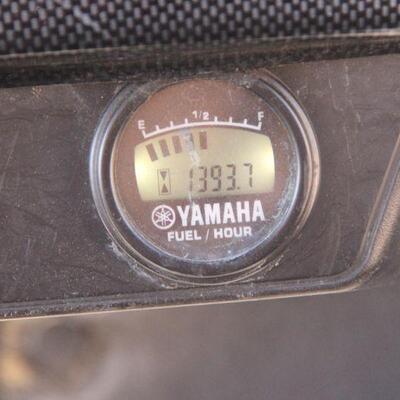 E 1/2 F
1393.7
YAMAHA
FUEL / HOUR